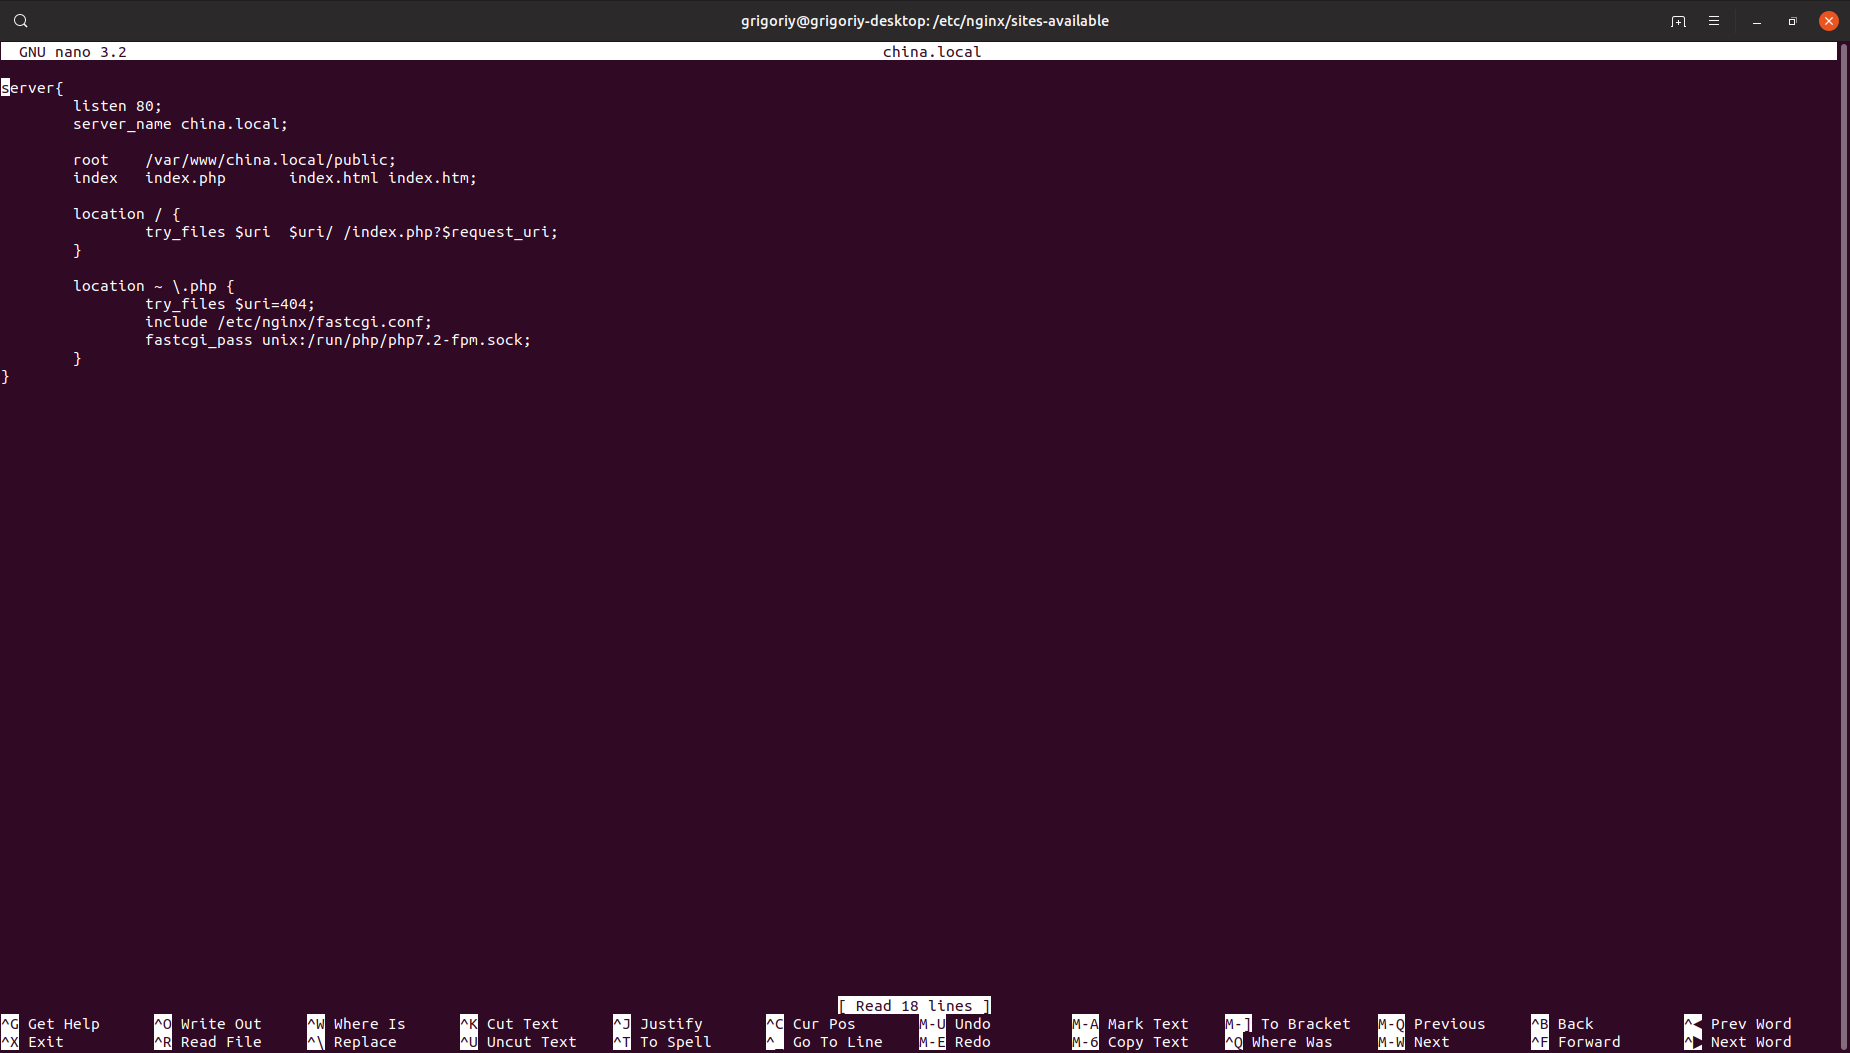 grigoriy@grigoriy-desktop: /etc/nginx/sites-available
GNU nano 3.2 china.local
server{
listen 80;
server_name china.local;
root /var/www/china.local/public;
index index.php index.html index.htm;
location / {
try_files $uri $uri/ /index.php?$request_uri;
}
location ~ \.php {
try_files $uri=404;
include /etc/nginx/fastcgi.conf;
fastcgi_pass unix:/run/php/php7.2-fpm.sock;
}
}
[ Read 18 lines ]
^G Get Help ^O Write Out ^W Where Is ^K Cut Text ^J Justify ^C Cur Pos M-U Undo M-A Mark Text M-] To Bracket M-Q Previous ^B Back ^◀ Prev Word
^X Exit ^R Read File ^\ Replace ^U Uncut Text ^T To Spell ^_ Go To Line M-E Redo M-6 Copy Text ^Q Where Was M-W Next ^F Forward ^▶ Next Word